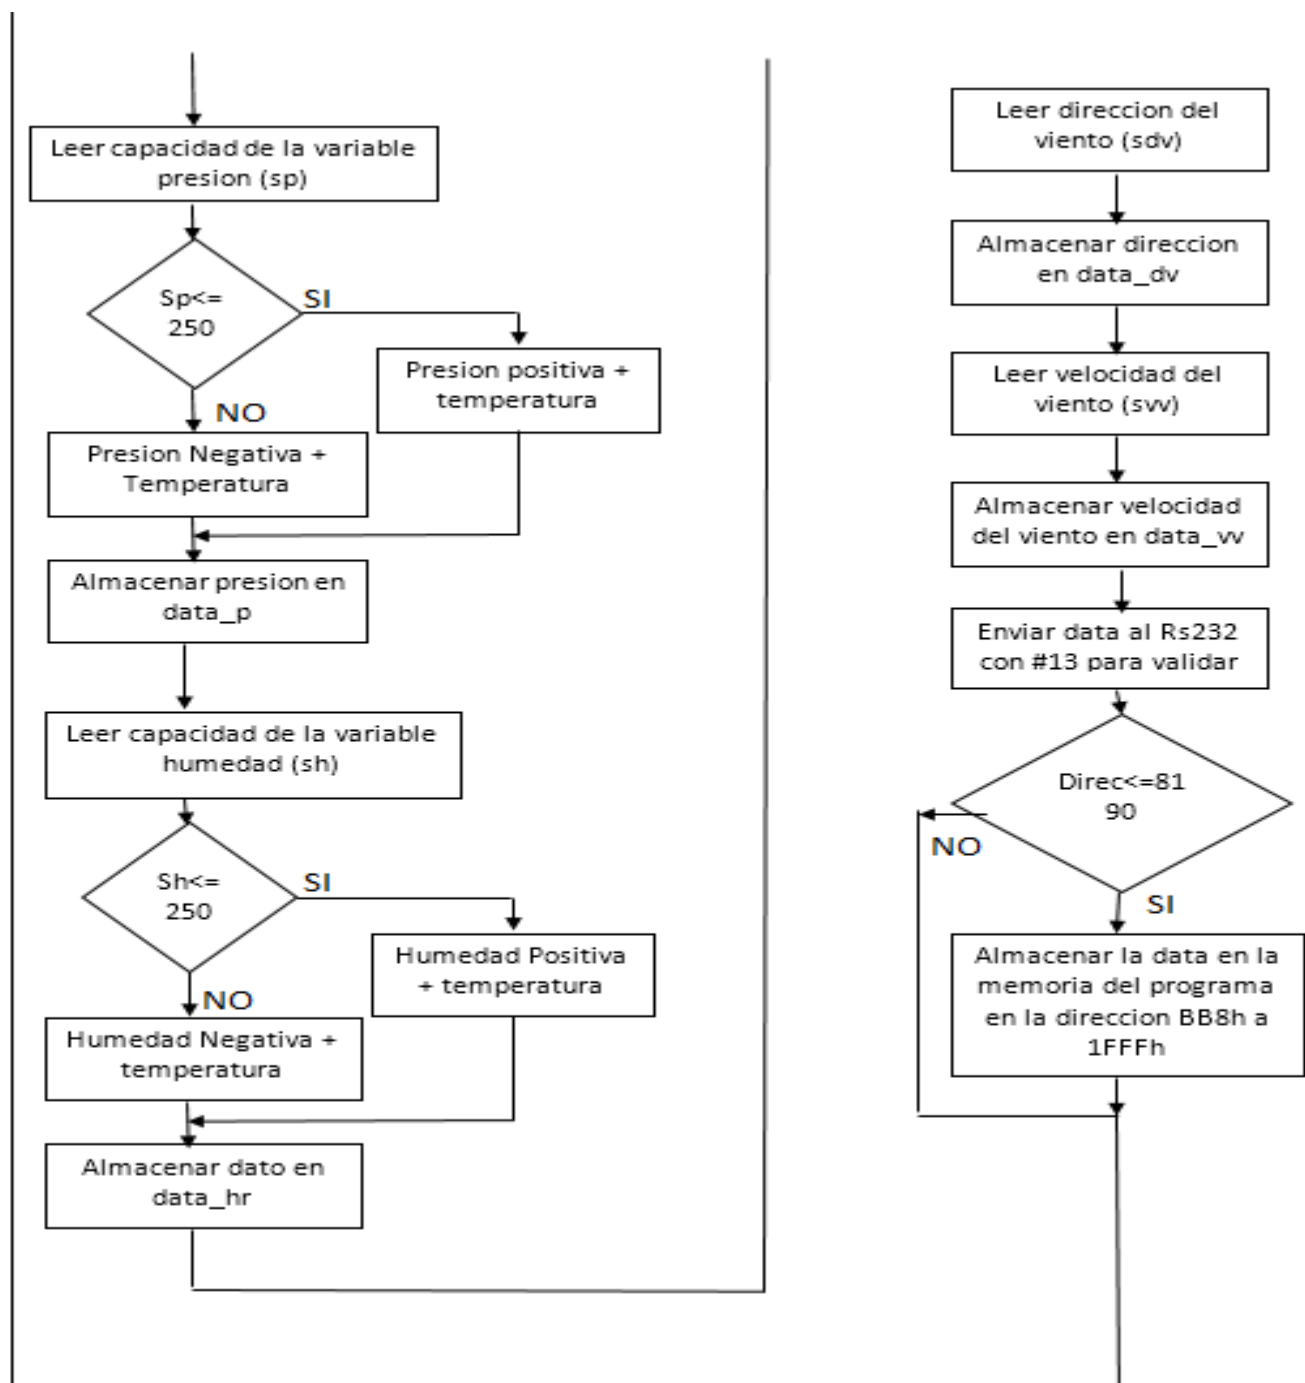 Leer capacidad de la variable
presion (sp)
Sp<=
250
SI
Presion positiva +
temperatura
NO
Presion Negativa +
Temperatura
Almacenar presion en
data_p
Leer capacidad de la variable
humedad (sh)
Sh<=
250
SI
Humedad Positiva
+ temperatura
NO
Humedad Negativa +
temperatura
Almacenar dato en
data_hr
Leer direccion del
viento (sdv)
Almacenar direccion
en data_dv
Leer velocidad del
viento (svv)
Almacenar velocidad
del viento en data_vv
Enviar data al Rs232
con #13 para validar
Direc<=81
90
NO
SI
Almacenar la data en la
memoria del programa
en la direccion BB8h a
1FFFh